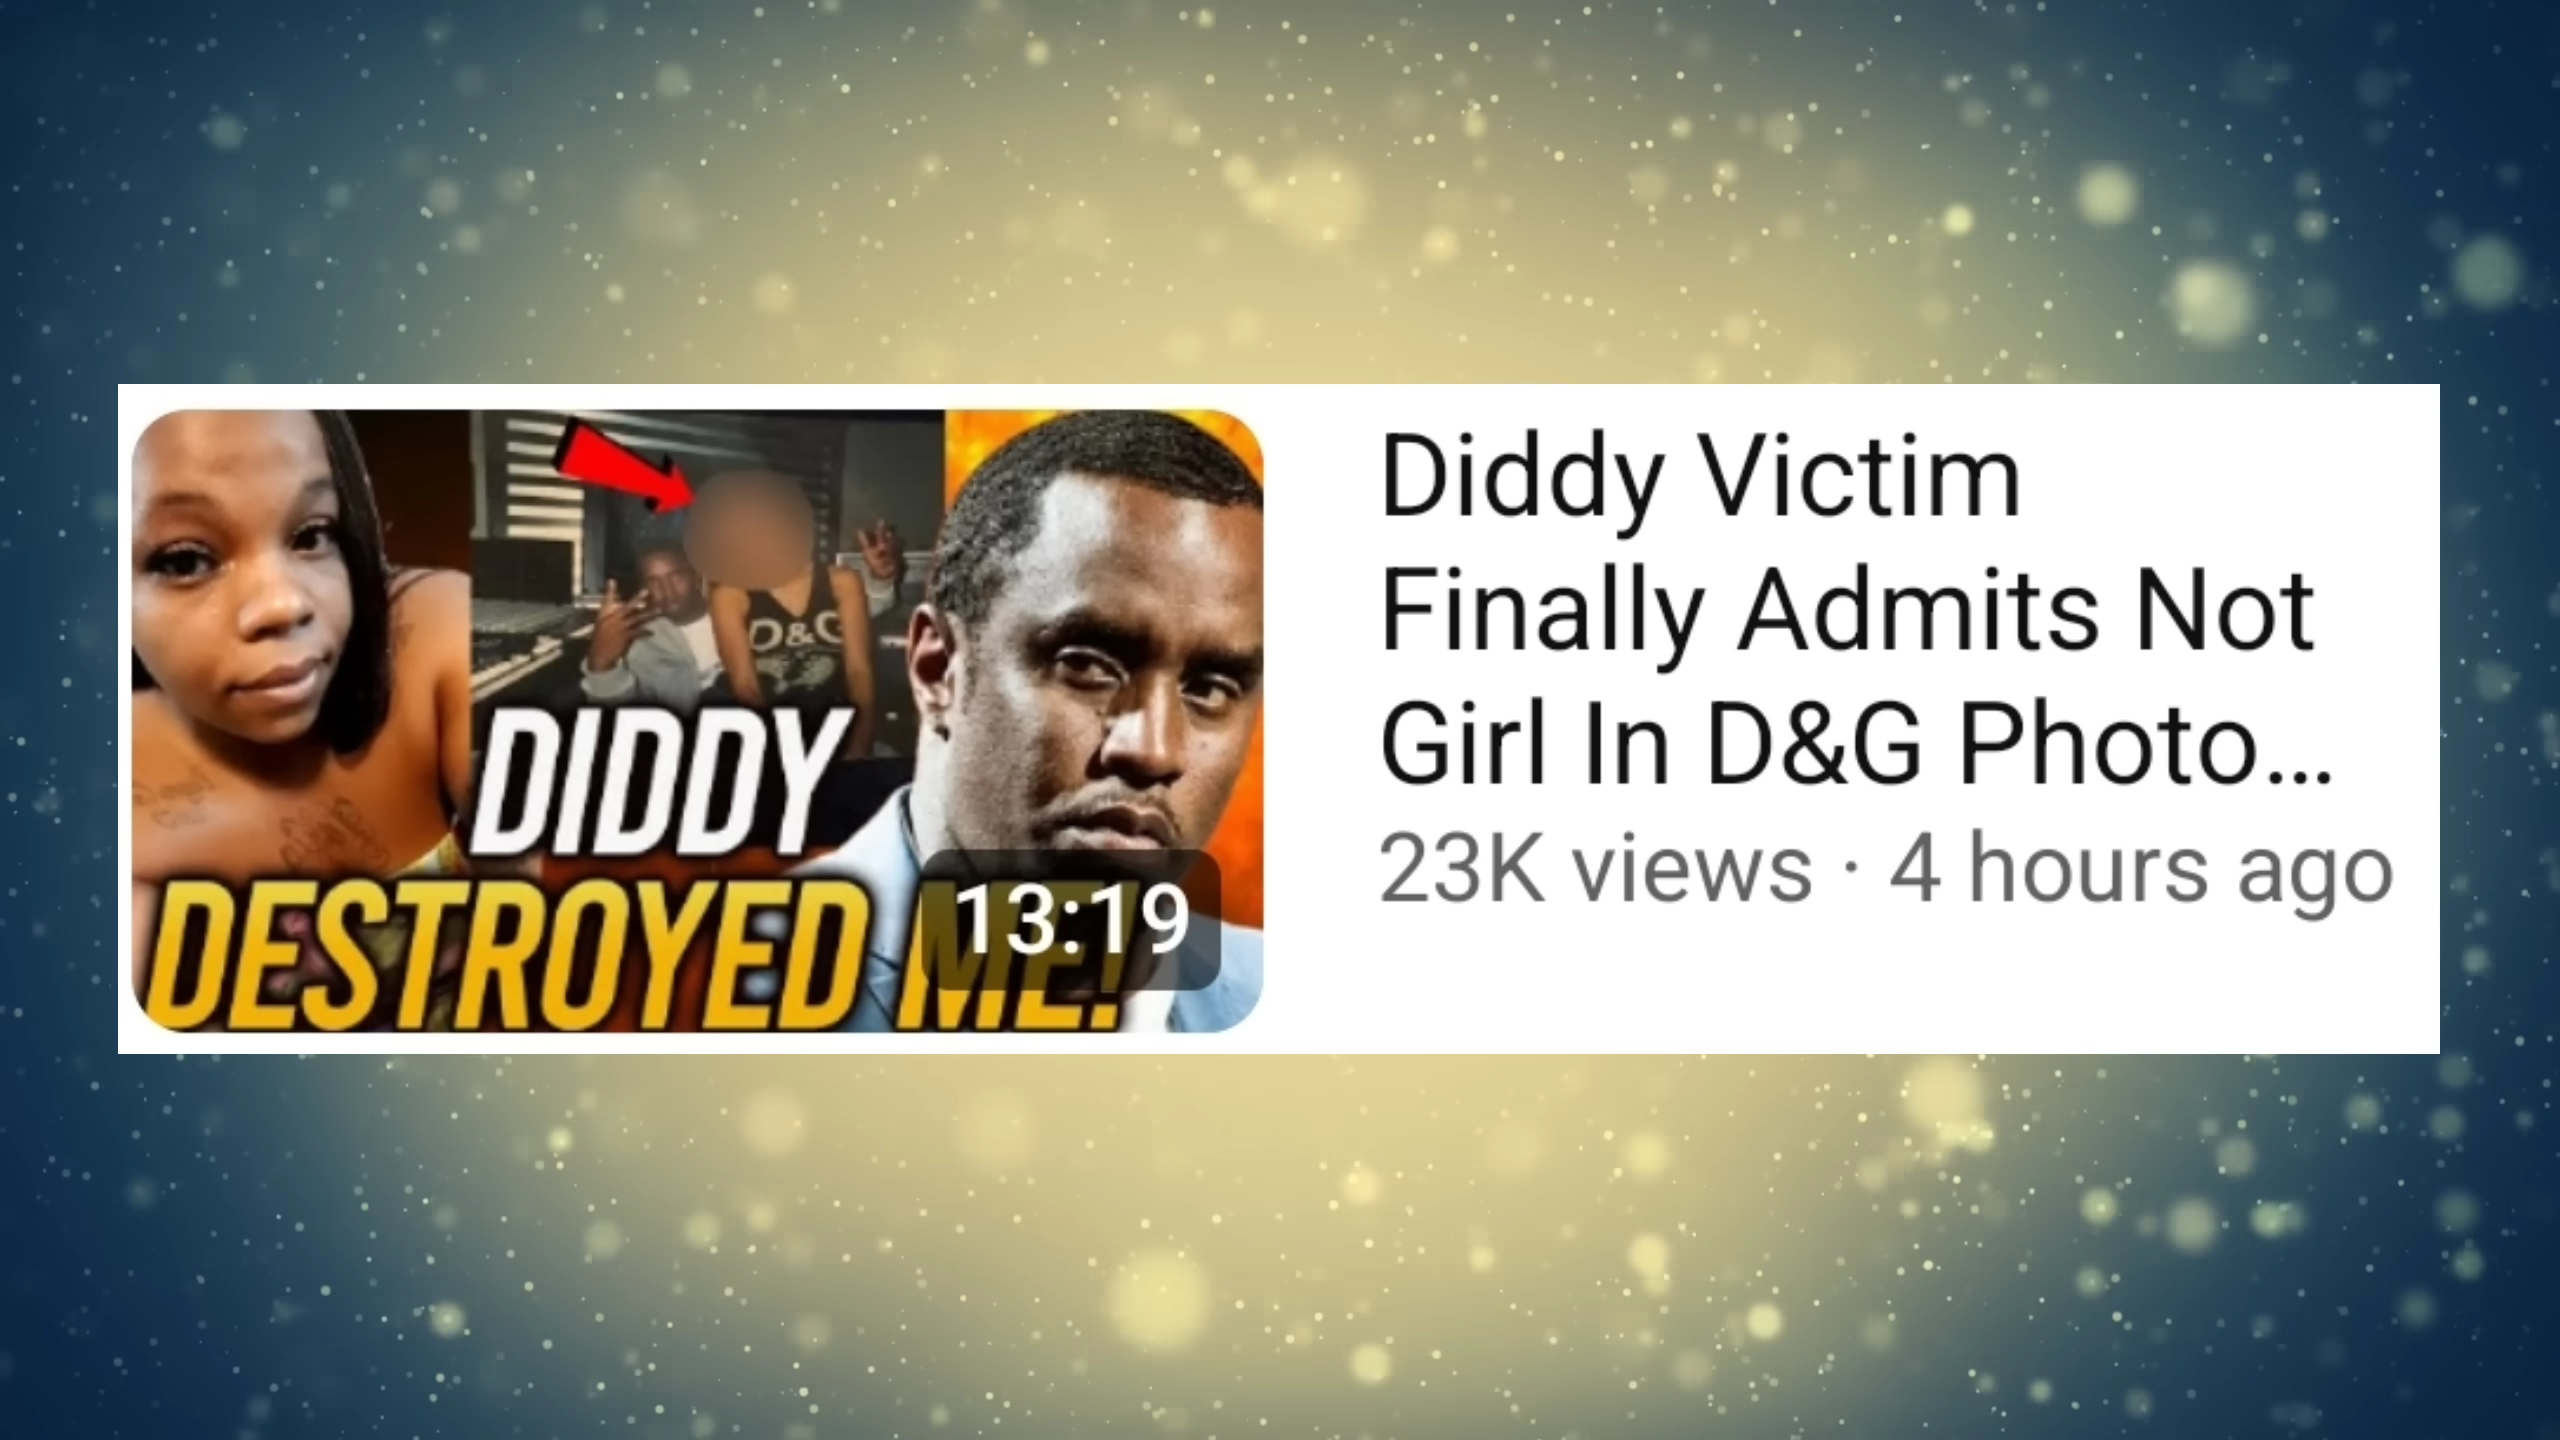 D&G
DIDDY
DESTROYED ME!
13:19
Diddy Victim
Finally Admits Not
Girl In D&G Photo...
23K views · 4 hours ago